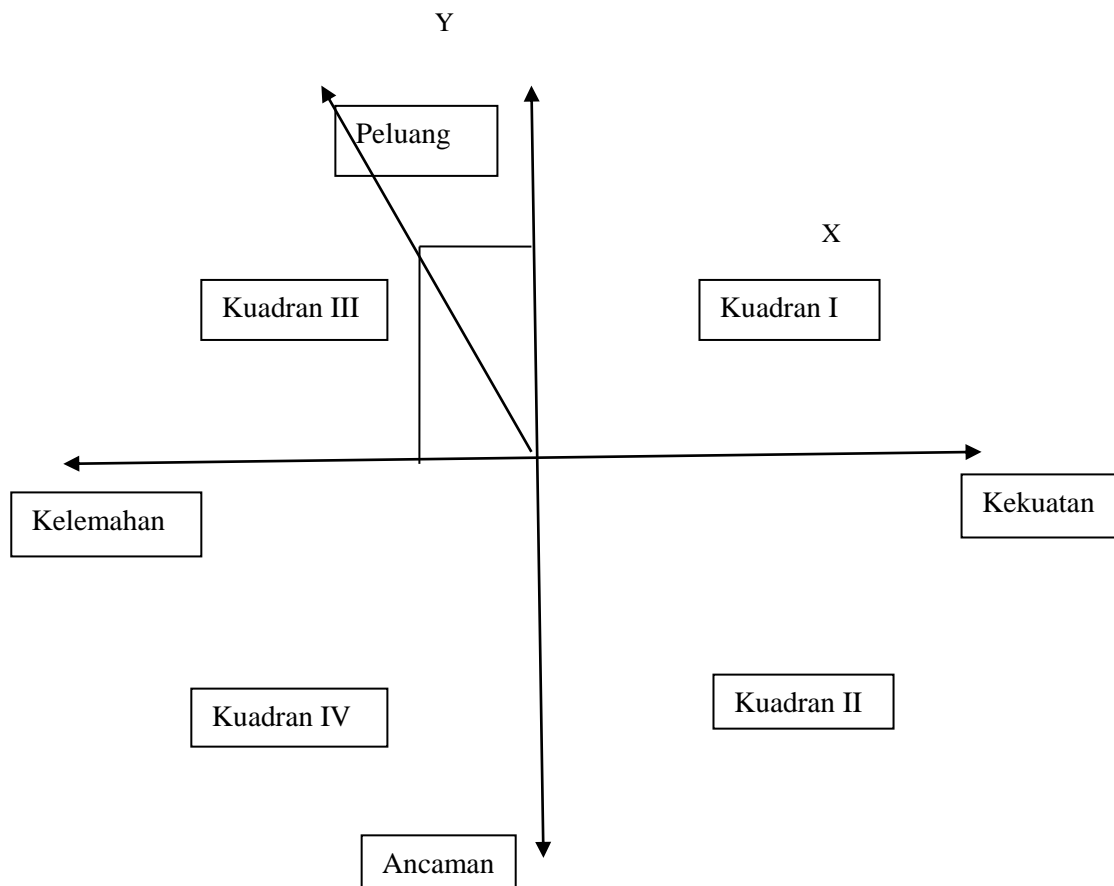 Y
Peluang
X
Kuadran III
Kuadran I
Kelemahan
Kekuatan
Kuadran IV
Kuadran II
Ancaman